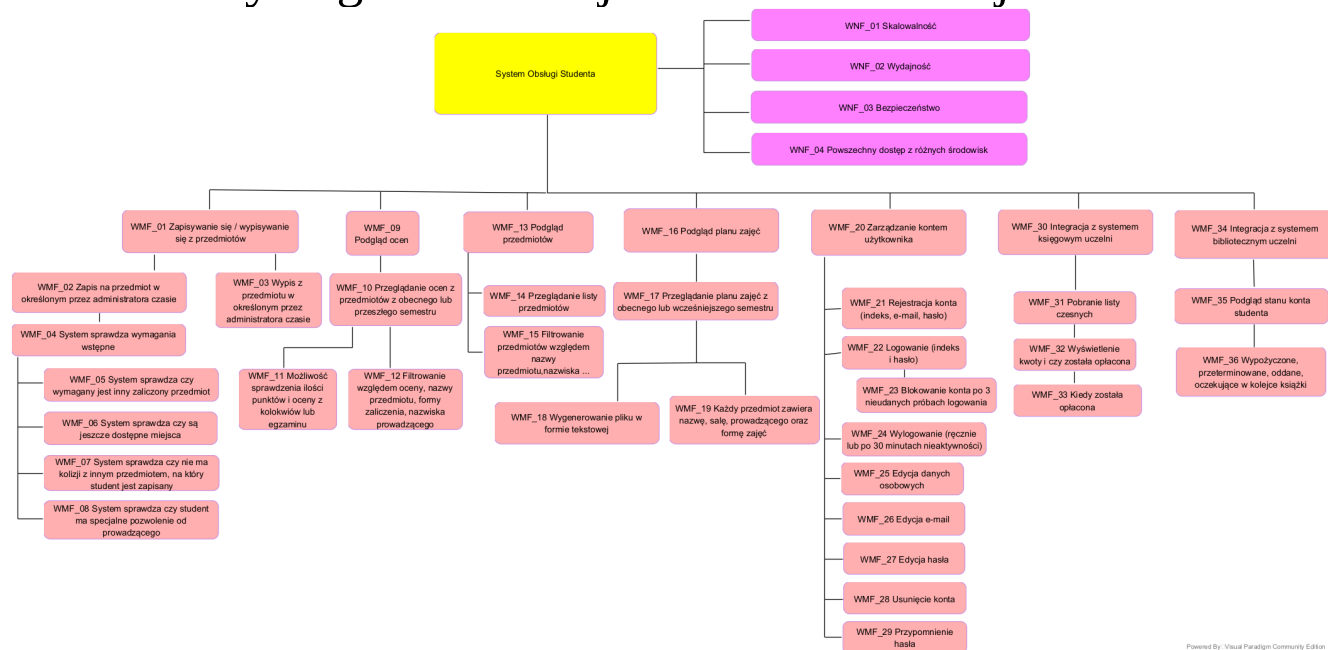 System Obsługi Studenta
WNF_01 Skalowalność
WNF_02 Wydajność
WNF_03 Bezpieczeństwo
WNF_04 Powszechny dostęp z różnych środowisk
WMF_01 Zapisywanie się / wypisywanie
się z przedmiotów
WMF_02 Zapis na przedmiot w
określonym przez administratora czasie
WMF_03 Wypis z
przedmiotu w
określonym przez
administratora czasie
WMF_04 System sprawdza wymagania
wstępne
WMF_05 System sprawdza czy
wymagany jest inny zaliczony przedmiot
WMF_06 System sprawdza czy są
jeszcze dostępne miejsca
WMF_07 System sprawdza czy nie ma
kolizji z innym przedmiotem, na który
student jest zapisany
WMF_08 System sprawdza czy student
ma specjalne pozwolenie od
prowadzącego
WMF_09
Podgląd ocen
WMF_10 Przeglądanie ocen z
przedmiotów z obecnego lub
przeszłego semestru
WMF_11 Możliwość
sprawdzenia ilości
punktów i oceny z
kolokwiów lub
egzaminu
WMF_12 Filtrowanie
względem oceny, nazwy
przedmiotu, formy
zaliczenia, nazwiska
prowadzącego
WMF_13 Podgląd
przedmiotów
WMF_14 Przeglądanie listy
przedmiotów
WMF_15 Filtrowanie
przedmiotów względem
nazwy
przedmiotu,nazwiska ...
WMF_16 Podgląd planu zajęć
WMF_17 Przeglądanie planu zajęć z
obecnego lub wcześniejszego semestru
WMF_18 Wygenerowanie pliku w
formie tekstowej
WMF_19 Każdy przedmiot zawiera
nazwę, salę, prowadzącego oraz
formę zajęć
WMF_20 Zarządzanie kontem
użytkownika
WMF_21 Rejestracja konta
(indeks, e-mail, hasło)
WMF_22 Logowanie (indeks
i hasło)
WMF_23 Blokowanie konta po 3
nieudanych próbach logowania
WMF_24 Wylogowanie (ręcznie
lub po 30 minutach nieaktywności)
WMF_25 Edycja danych
osobowych
WMF_26 Edycja e-mail
WMF_27 Edycja hasła
WMF_28 Usunięcie konta
WMF_29 Przypomnienie
hasła
WMF_30 Integracja z systemem
księgowym uczelni
WMF_31 Pobranie listy
czesnych
WMF_32 Wyświetlenie
kwoty i czy została opłacona
WMF_33 Kiedy została
opłacona
WMF_34 Integracja z systemem
bibliotecznym uczelni
WMF_35 Podgląd stanu konta
studenta
WMF_36 Wypożyczone,
przeterminowane, oddane,
oczekujące w kolejce książki
Powered By: Visual Paradigm Community Edition